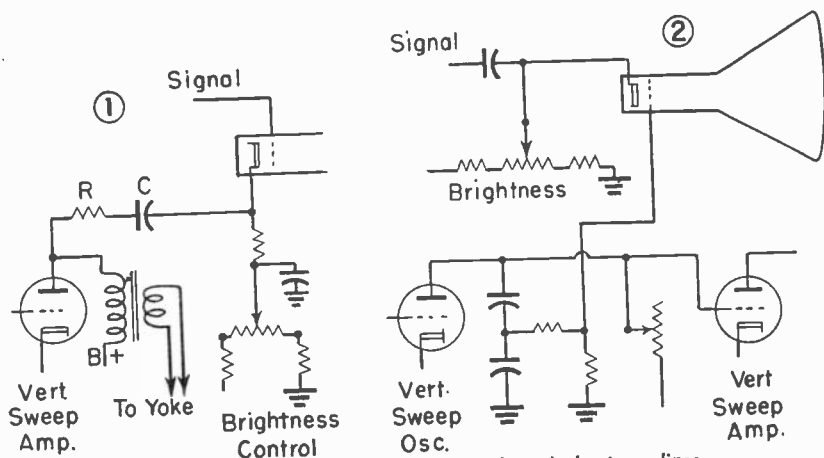 ①
Signal
R
C
B+
Vert
Sweep
Amp.
To Yoke
Brightness
Control
②
Signal
Brightness
Vert.
Sweep
Osc.
Vert
Sweep
Amp.